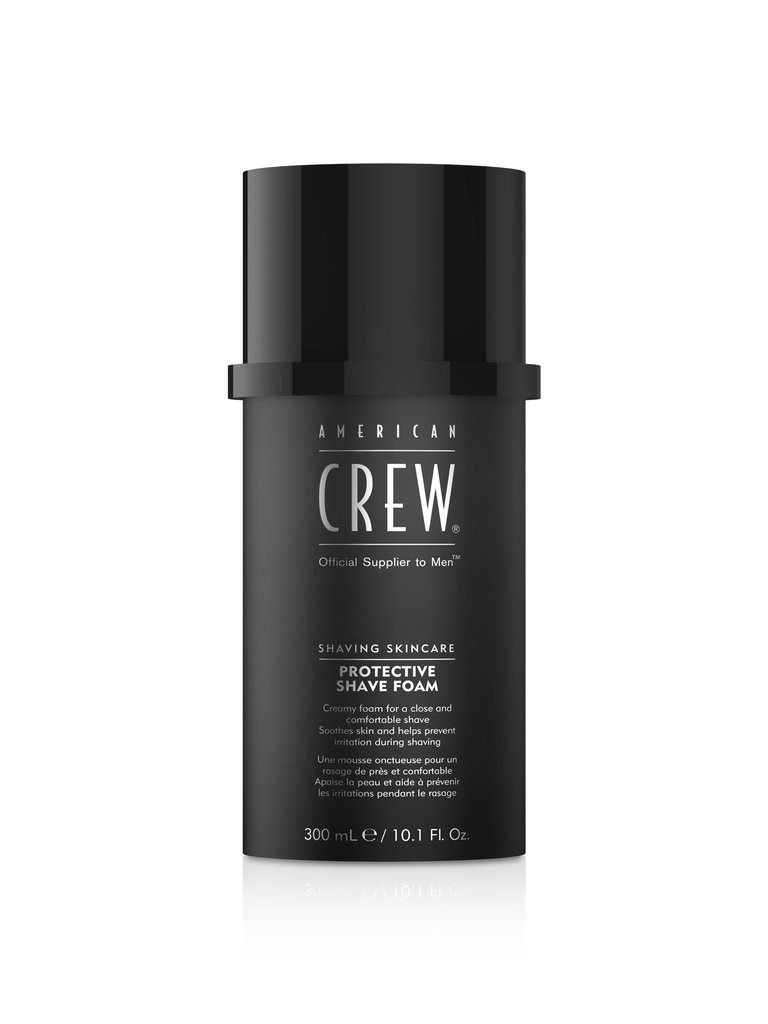 AMERICAN
CREW®
Official Supplier to Men™
SHAVING SKINCARE
PROTECTIVE
SHAVE FOAM
Creamy foam for a close and
comfortable shave
Soothes skin and helps prevent
irritation during shaving
Une mousse onctueuse pour un
rasage de près et confortable
Apaise la peau et aide à prévenir
les irritations pendant le rasage
300 mL ℮ / 10.1 Fl. Oz.